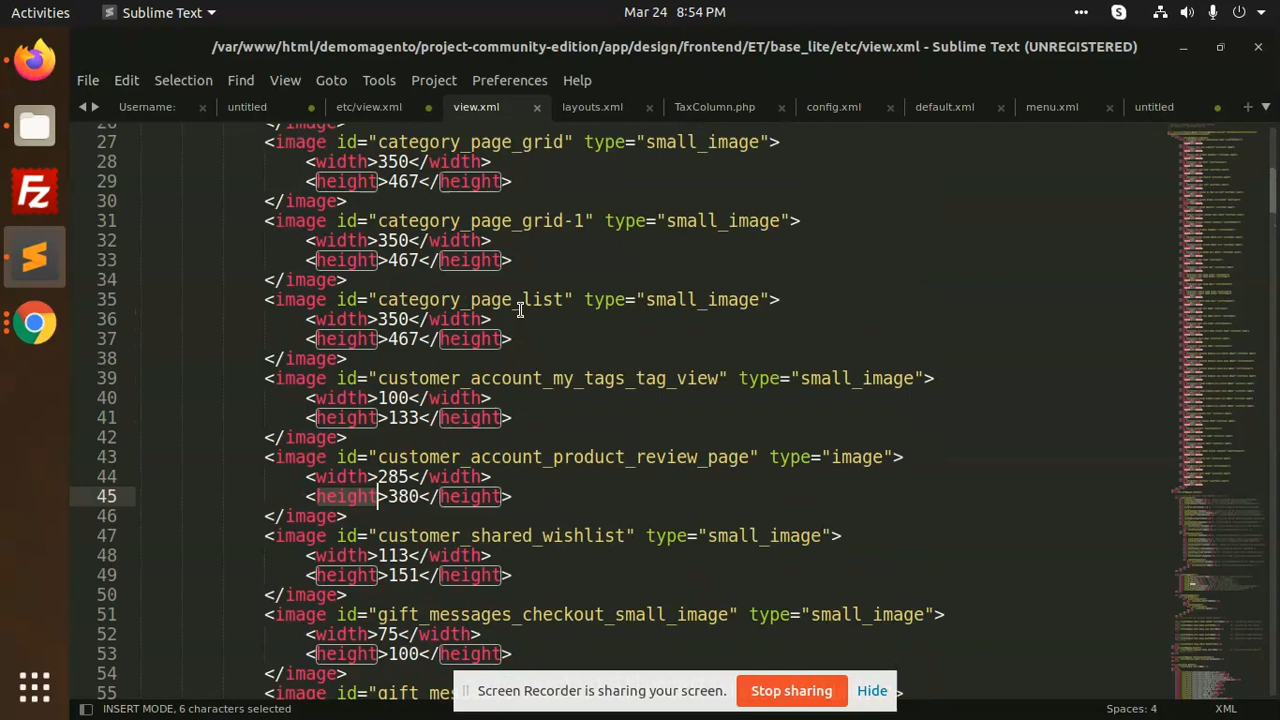 Activities
Sublime Text
Mar 24 8:54 PM
/var/www/html/demomagento/project-community-edition/app/design/frontend/ET/base_lite/etc/view.xml - Sublime Text (UNREGISTERED)
File Edit Selection Find View Goto Tools Project Preferences Help
Username: untitled etc/view.xml view.xml layouts.xml TaxColumn.php config.xml default.xml menu.xml untitled
26 </image>
27 <image id="category_page_grid" type="small_image">
28 <width>350</width>
29 <height>467</height>
30 </image>
31 <image id="category_page_grid-1" type="small_image">
32 <width>350</width>
33 <height>467</height>
34 </image>
35 <image id="category_page_list" type="small_image">
36 <width>350</width>
37 <height>467</height>
38 </image>
39 <image id="customer_account_my_tags_tag_view" type="small_image">
40 <width>100</width>
41 <height>133</height>
42 </image>
43 <image id="customer_account_product_review_page" type="image">
44 <width>285</width>
45 <height>380</height>
46 </image>
47 <image id="customer_shared_wishlist" type="small_image">
48 <width>113</width>
49 <height>151</height>
50 </image>
51 <image id="gift_messages_checkout_small_image" type="small_image">
52 <width>75</width>
53 <height>100</height>
54 </image>
55 <image id="gift
Screen Recorder is sharing your screen. Stop sharing Hide
INSERT MODE, 6 characters selected
Spaces: 4
XML